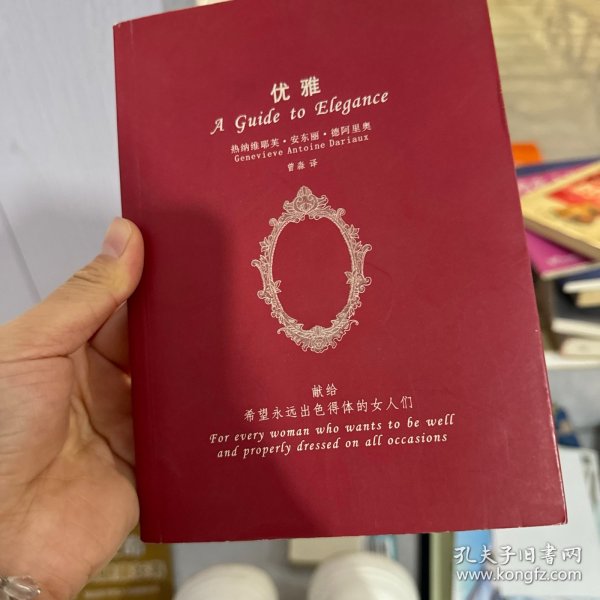 优雅
A Guide to Elegance
热纳维耶芙·安东丽·德阿里奥
Genevieve Antoine Dariaux
曾淼 译
献给
希望永远出色得体的女人们
For every woman who wants to be well
and properly dressed on all occasions
孔夫子旧书网
www.kongfz.com